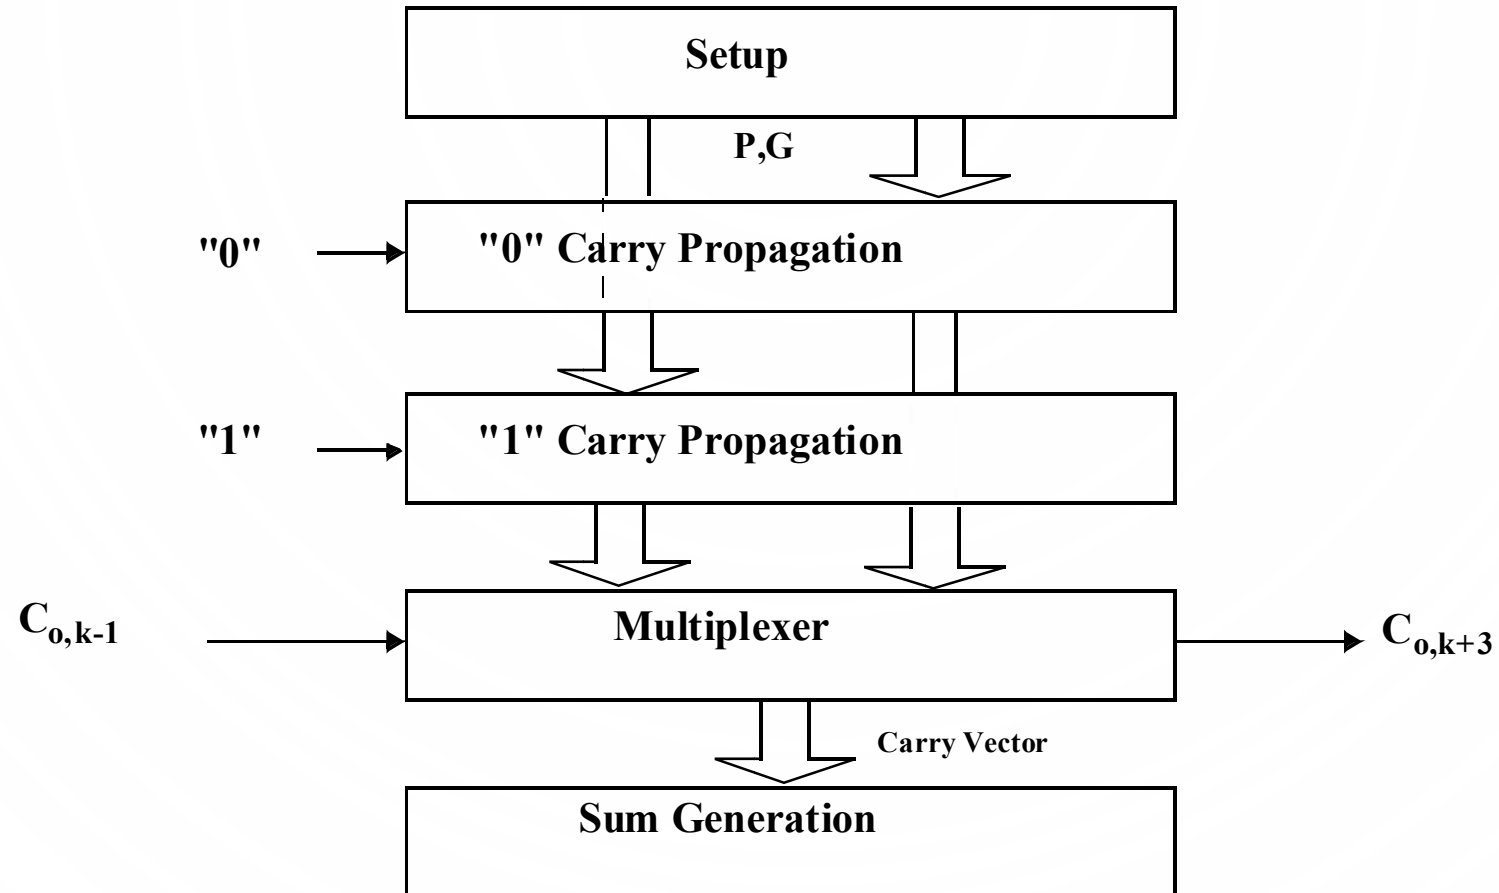 Setup
P,G
"0"
"0" Carry Propagation
"1"
"1" Carry Propagation
C_{o,k-1}
Multiplexer
C_{o,k+3}
Carry Vector
Sum Generation